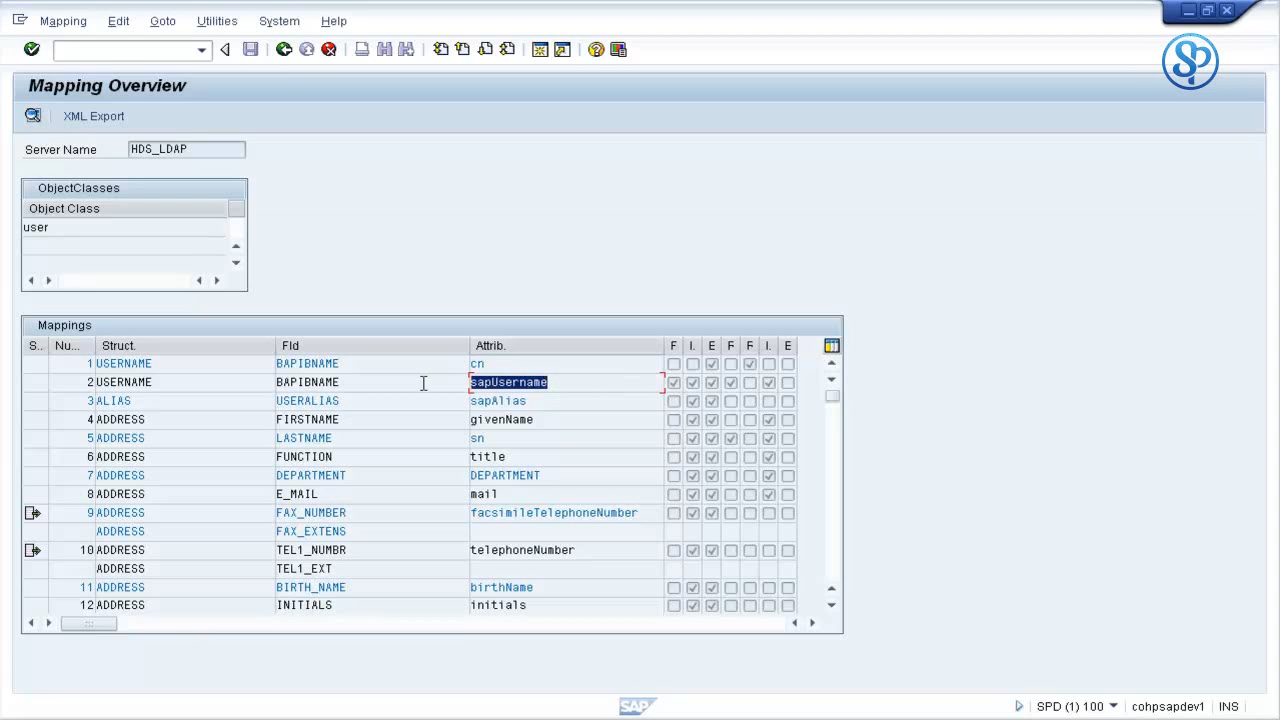 Mapping Edit Goto Utilities System Help
SP
Mapping Overview
XML Export
Server Name HDS_LDAP
ObjectClasses
Object Class
user
Mappings
S.. Nu... Struct. Fld Attrib. F I. E F F I. E
1 USERNAME BAPIBNAME cn
2 USERNAME BAPIBNAME sapUsername
3 ALIAS USERALIAS sapAlias
4 ADDRESS FIRSTNAME givenName
5 ADDRESS LASTNAME sn
6 ADDRESS FUNCTION title
7 ADDRESS DEPARTMENT DEPARTMENT
8 ADDRESS E_MAIL mail
9 ADDRESS FAX_NUMBER facsimileTelephoneNumber
ADDRESS FAX_EXTENS
10 ADDRESS TEL1_NUMBR telephoneNumber
ADDRESS TEL1_EXT
11 ADDRESS BIRTH_NAME birthName
12 ADDRESS INITIALS initials
SAP SPD (1) 100 cohpsapdev1 INS